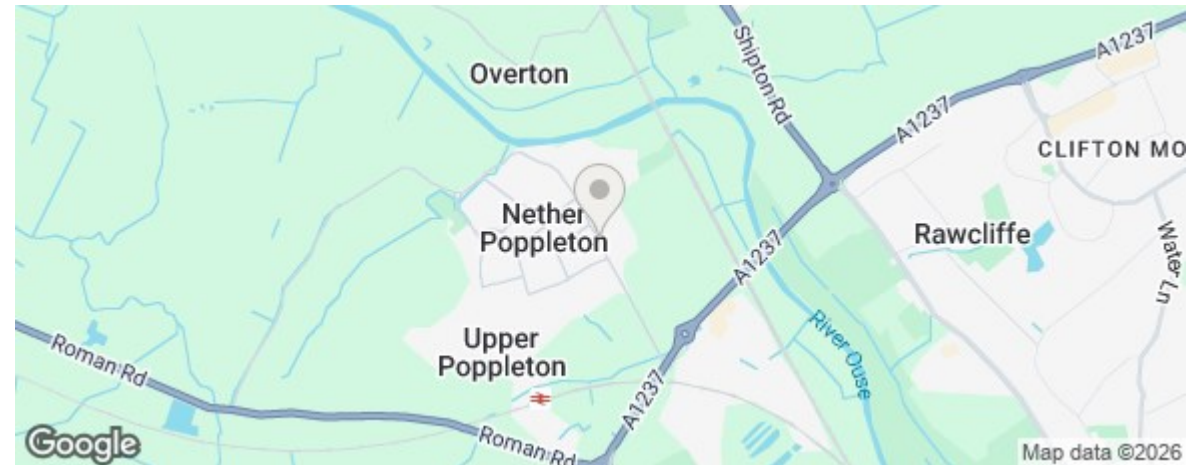 Overton
Shipton Rd
A1237
A1237
CLIFTON MO
Nether
Poppleton
Rawcliffe
A1237
Water Ln
River Ouse
Upper
Poppleton
Roman Rd
A1237
Roman Rd
Google
Map data ©2026